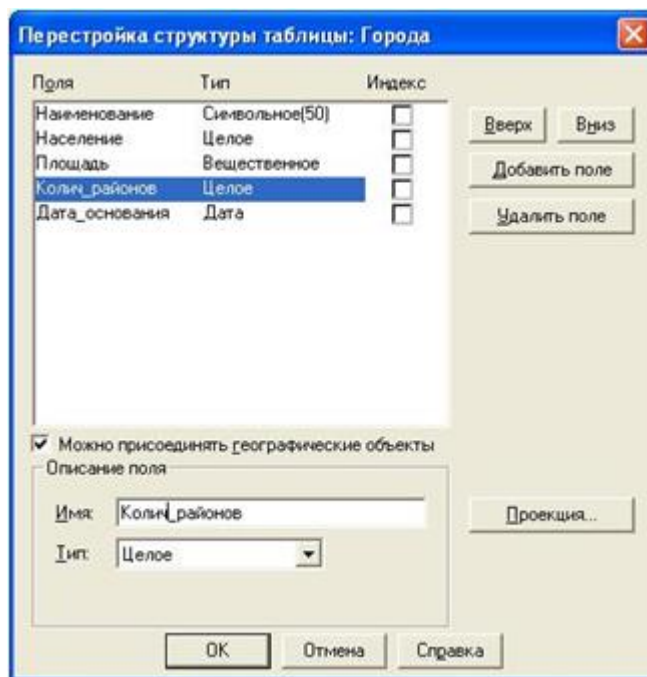 Перестройка структуры таблицы: Города
Поля Тип Индекс
Наименование Символьное(50)
Население Целое
Площадь Вещественное
Колич_районов Целое
Дата_основания Дата
Вверх Вниз
Добавить поле
Удалить поле
Можно присоединять географические объекты
Описание поля
Имя: Колич_районов
Тип: Целое
Проекция...
OK Отмена Справка